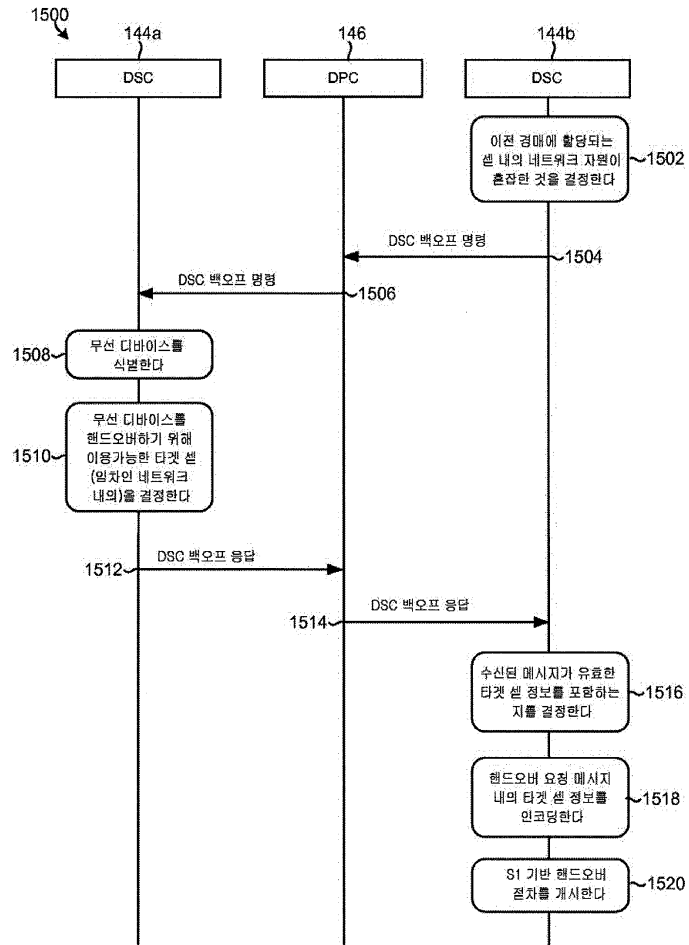 1500
144a
146
144b
DSC
DPC
DSC
이전 경매에 할당되는
셀 내의 네트워크 자원이
혼잡한 것을 결정한다
1502
DSC 백오프 명령
1504
DSC 백오프 명령
1506
1508
무선 디바이스를
식별한다
1510
무선 디바이스를
핸드오버하기 위해
이용가능한 타겟 셀
(임차인 네트워크
내의)을 결정한다
1512
DSC 백오프 응답
1514
DSC 백오프 응답
수신된 메시지가 유효한
타겟 셀 정보를 포함하는
지를 결정한다
1516
핸드오버 요청 메시지
내의 타겟 셀 정보를
인코딩한다
1518
S1 기반 핸드오버
절차를 개시한다
1520